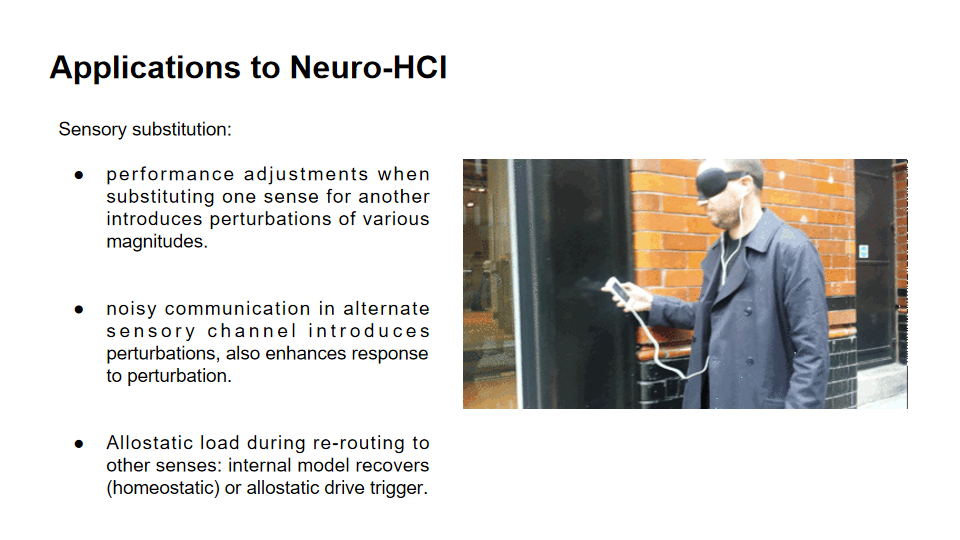 Applications to Neuro-HCI
Sensory substitution:
● performance adjustments when
substituting one sense for another
introduces perturbations of various
magnitudes.
● noisy communication in alternate
sensory channel introduces
perturbations, also enhances response
to perturbation.
● Allostatic load during re-routing to
other senses: internal model recovers
(homeostatic) or allostatic drive trigger.